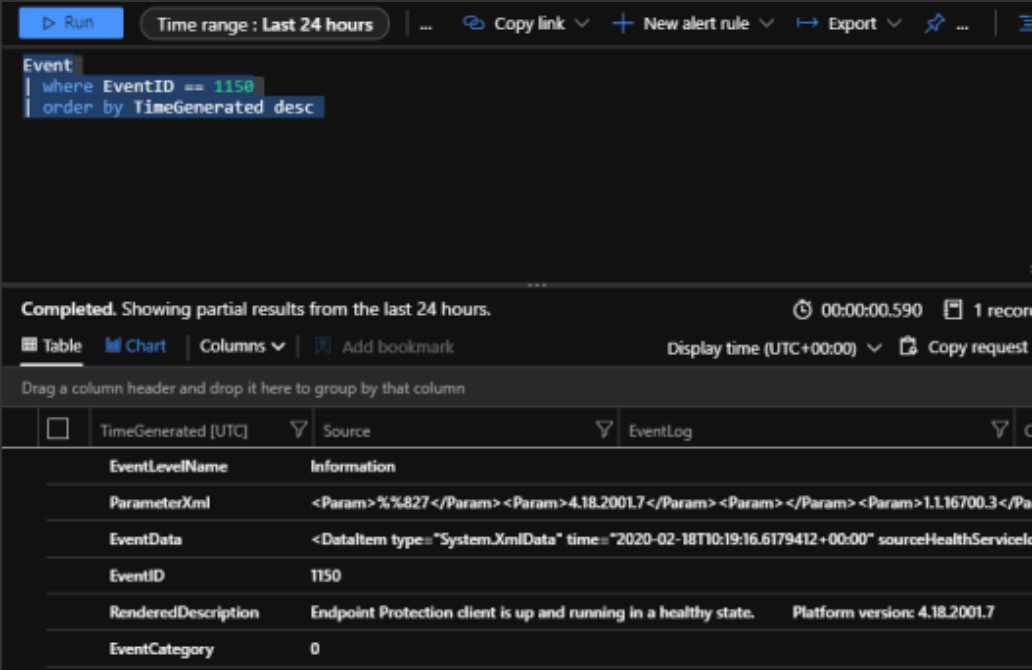 Run Time range : Last 24 hours ... Copy link New alert rule Export ...
Event
| where EventID == 1150
| order by TimeGenerated desc
...
Completed. Showing partial results from the last 24 hours. 00:00:00.590 1 recor
Table Chart Columns Add bookmark Display time (UTC+00:00) Copy request
Drag a column header and drop it here to group by that column
TimeGenerated [UTC] Source EventLog
EventLevelName Information
ParameterXml <Param>%%827</Param><Param>4.18.2001.7</Param><Param></Param><Param>1.1.16700.3</Pa
EventData <DataItem type="System.XmlData" time="2020-02-18T10:19:16.6179412+00:00" sourceHealthServiceId
EventID 1150
RenderedDescription Endpoint Protection client is up and running in a healthy state. Platform version: 4.18.2001.7
EventCategory 0